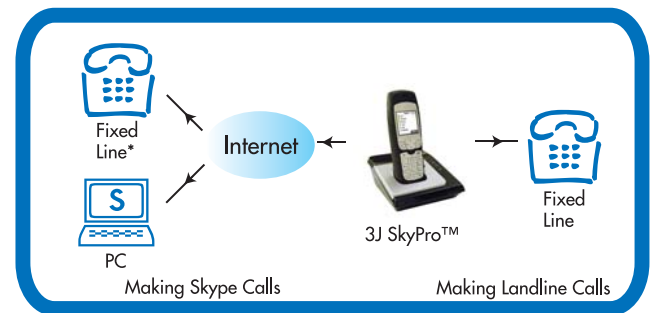 Fixed
Line*
Internet
S
PC
3J SkyPro™
Fixed
Line
Making Skype Calls
Making Landline Calls